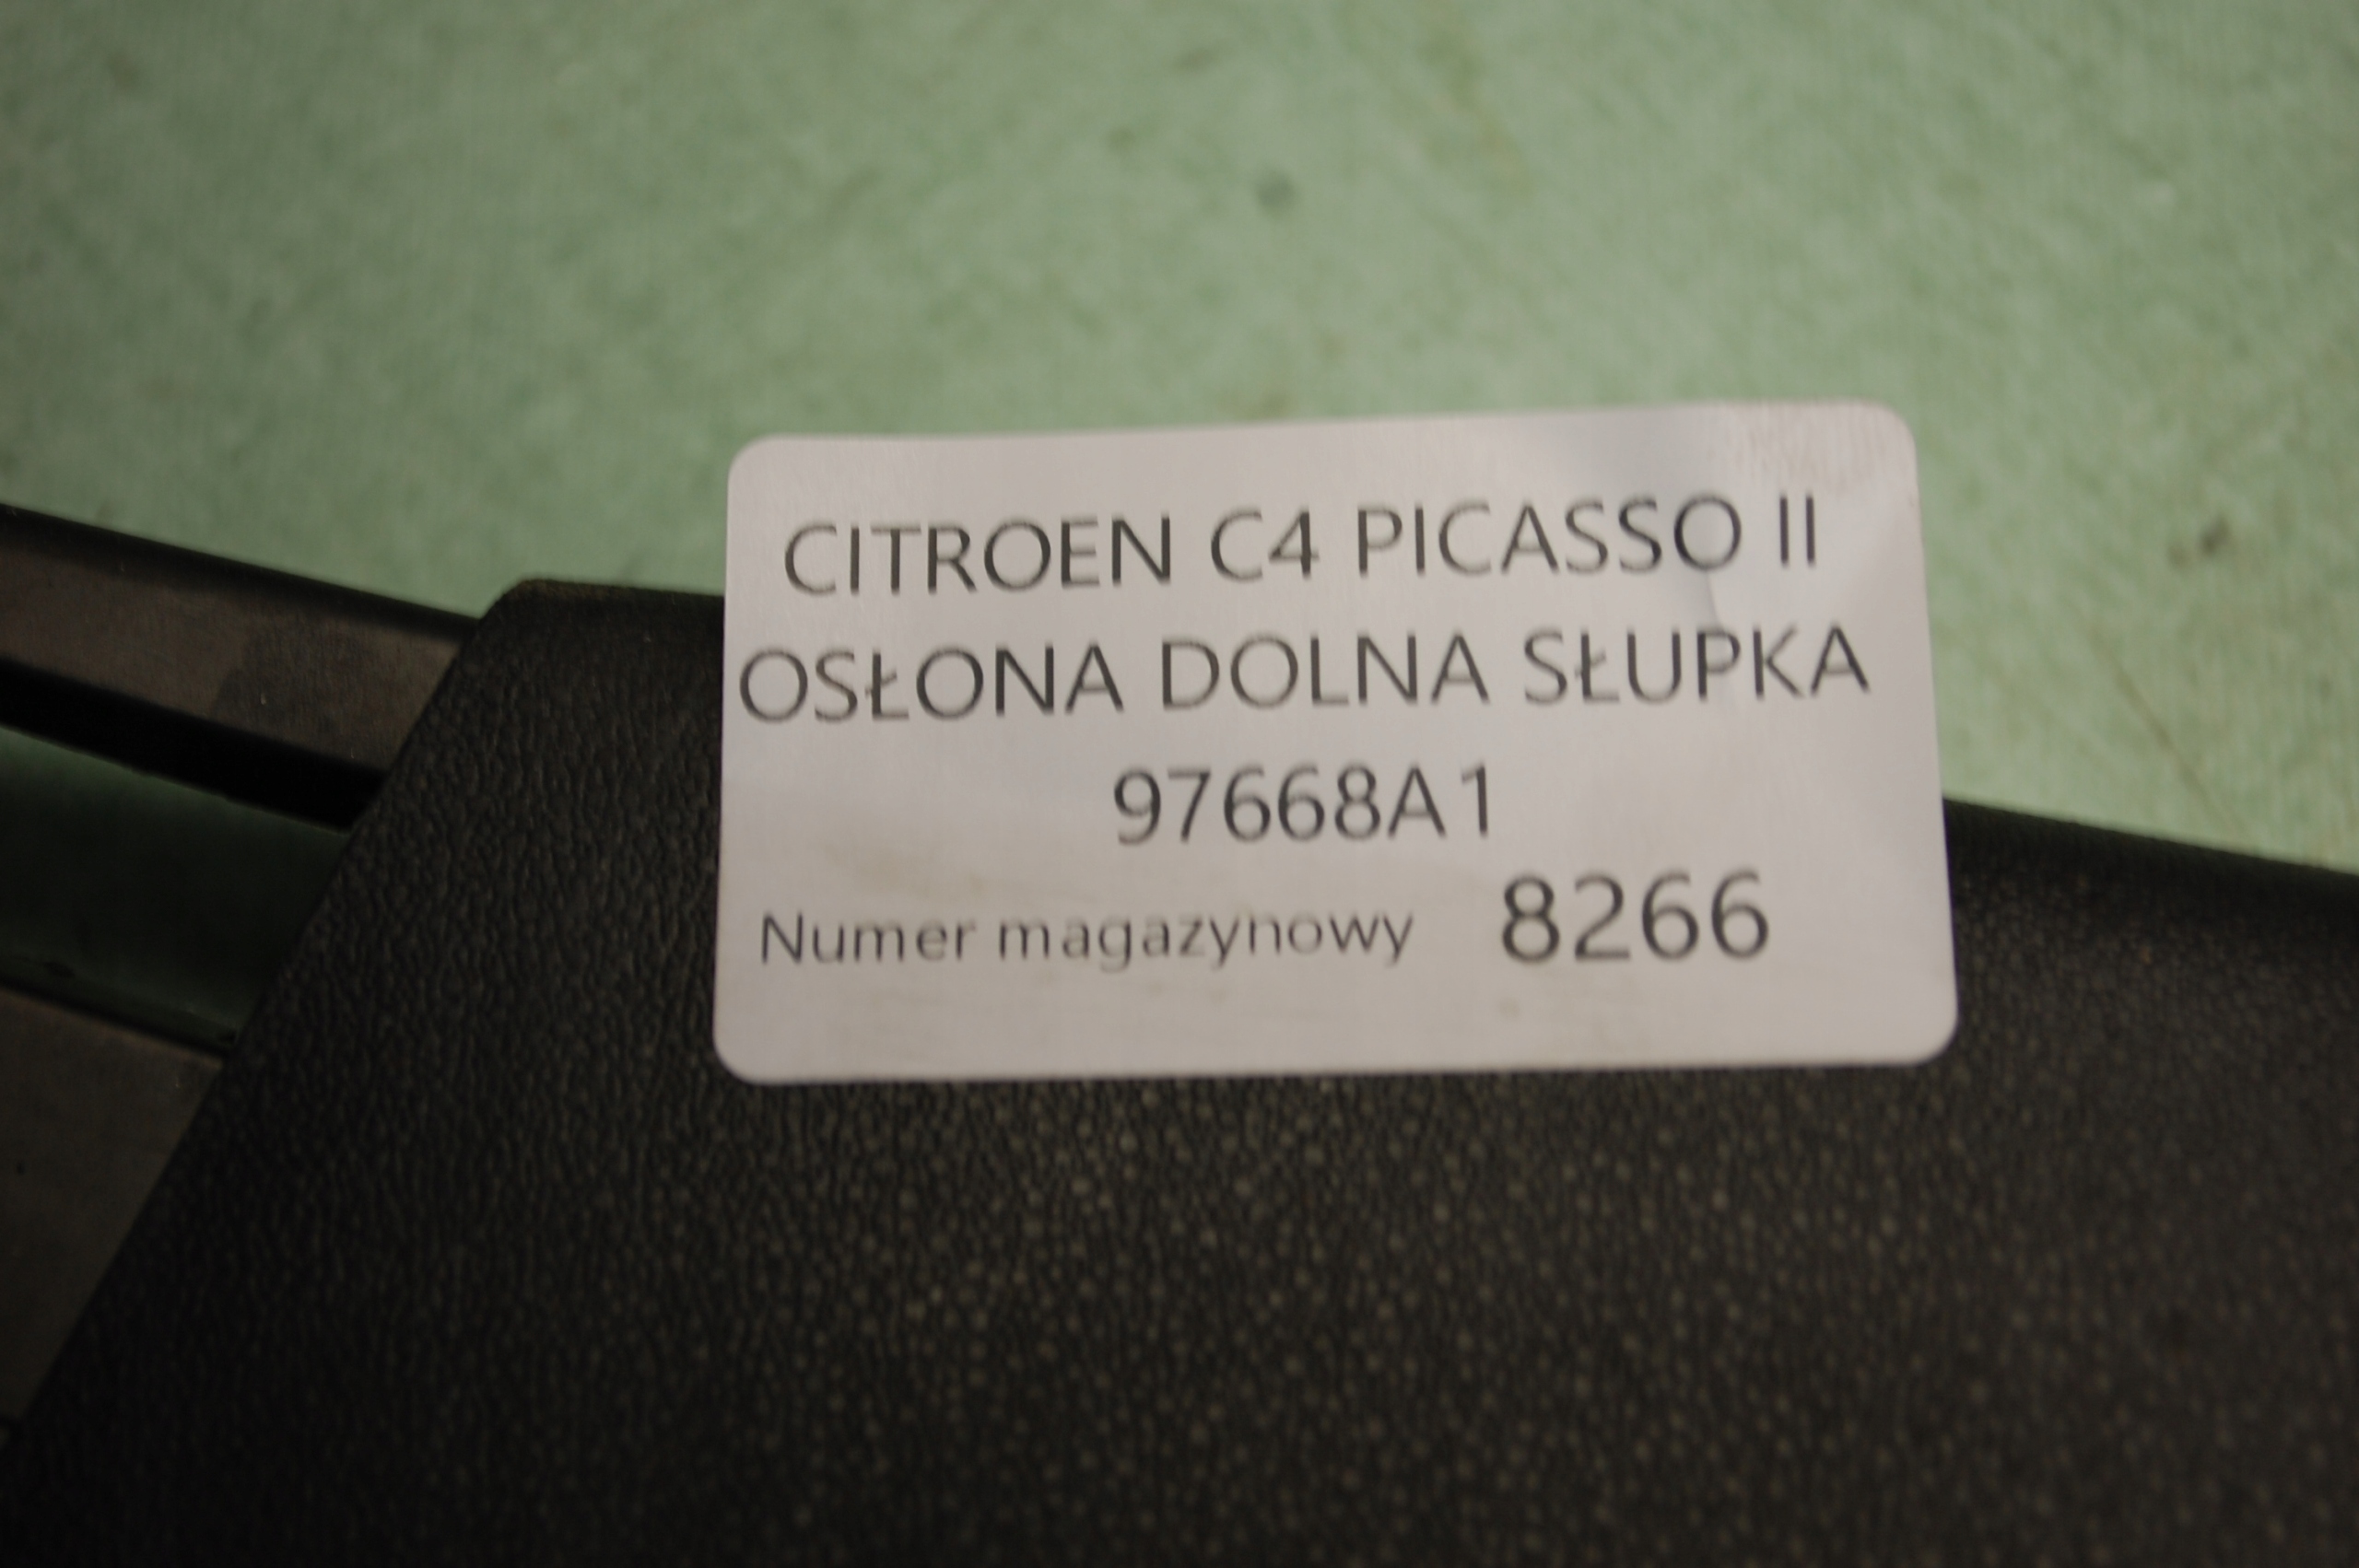 CITROEN C4 PICASSO II
OSŁONA DOLNA SŁUPKA
97668A1
Numer magazynowy 8266